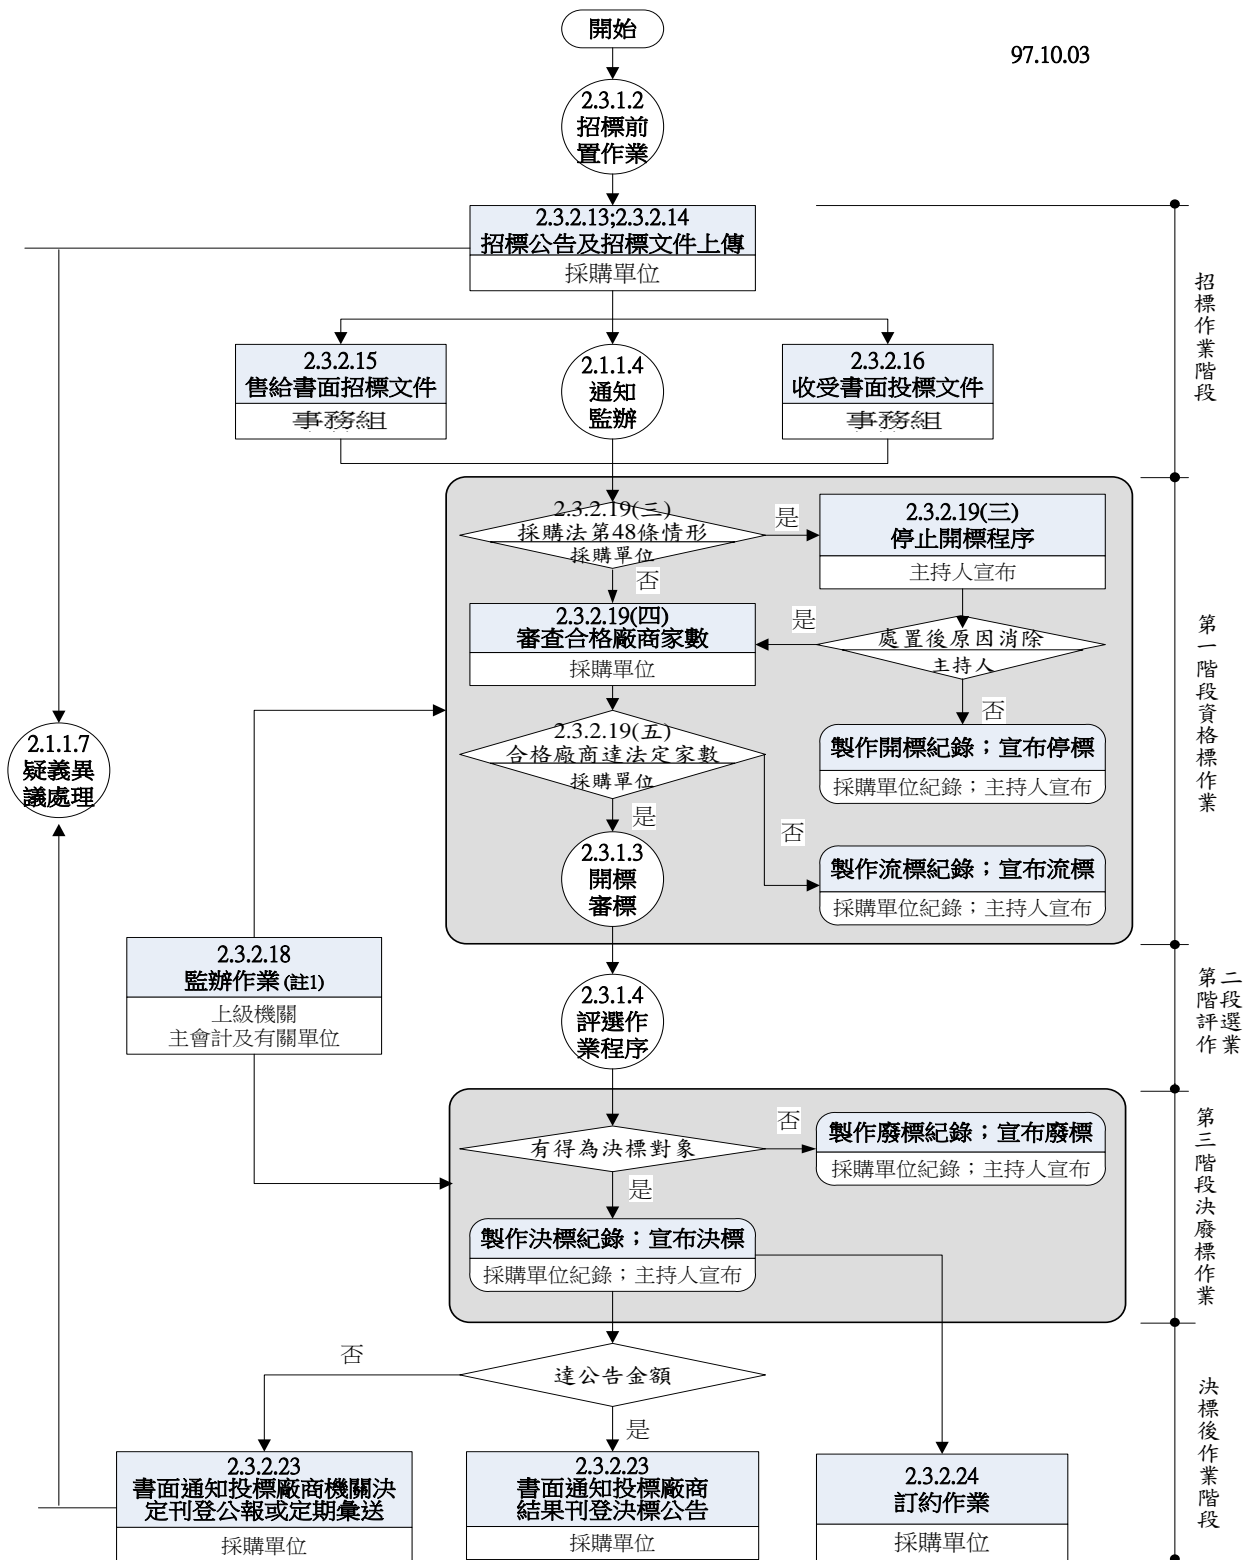 開始
97.10.03
2.3.1.2
招標前
置作業
2.3.2.13;2.3.2.14
招標公告及招標文件上傳
採購單位
招標作業階段
2.3.2.15
售給書面招標文件
事務組
2.1.1.4
通知
監辦
2.3.2.16
收受書面投標文件
事務組
2.3.2.19(三)
採購法第48條情形
採購單位
是
否
2.3.2.19(三)
停止開標程序
主持人宣布
2.3.2.19(四)
審查合格廠商家數
採購單位
是
處置後原因消除
主持人
否
第一階段資格標作業
2.3.2.19(五)
合格廠商達法定家數
採購單位
是
否
製作開標紀錄；宣布停標
採購單位紀錄；主持人宣布
2.1.1.7
疑義異
議處理
2.3.1.3
開標
審標
製作流標紀錄；宣布流標
採購單位紀錄；主持人宣布
2.3.2.18
監辦作業(註1)
上級機關
主會計及有關單位
2.3.1.4
評選作
業程序
第二
階段
評選
作業
有得為決標對象
否
是
製作廢標紀錄；宣布廢標
採購單位紀錄；主持人宣布
第三階段決廢標作業
製作決標紀錄；宣布決標
採購單位紀錄；主持人宣布
達公告金額
否
是
決標後作業階段
2.3.2.23
書面通知投標廠商機關決
定刊登公報或定期彙送
採購單位
2.3.2.23
書面通知投標廠商
結果刊登決標公告
採購單位
2.3.2.24
訂約作業
採購單位